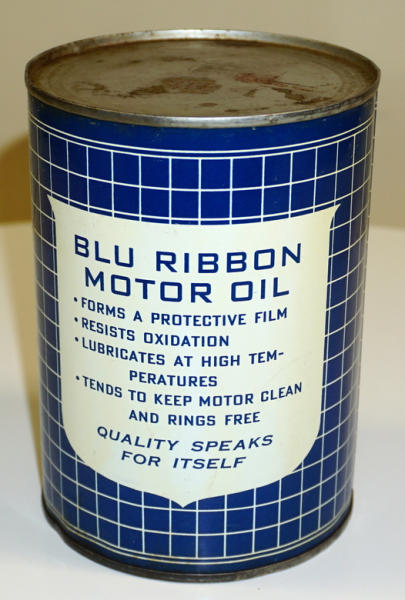 BLU RIBBON
MOTOR OIL
• FORMS A PROTECTIVE FILM
• RESISTS OXIDATION
• LUBRICATES AT HIGH TEM-
PERATURES
• TENDS TO KEEP MOTOR CLEAN
AND RINGS FREE
QUALITY SPEAKS
FOR ITSELF